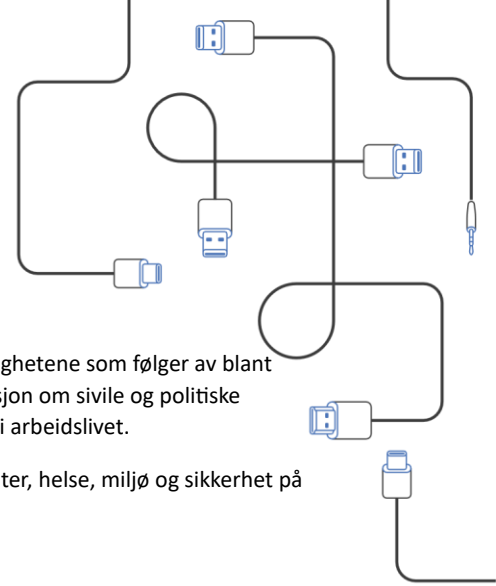 ghetene som følger av blant
sjon om sivile og politiske
i arbeidslivet.
ter, helse, miljø og sikkerhet på